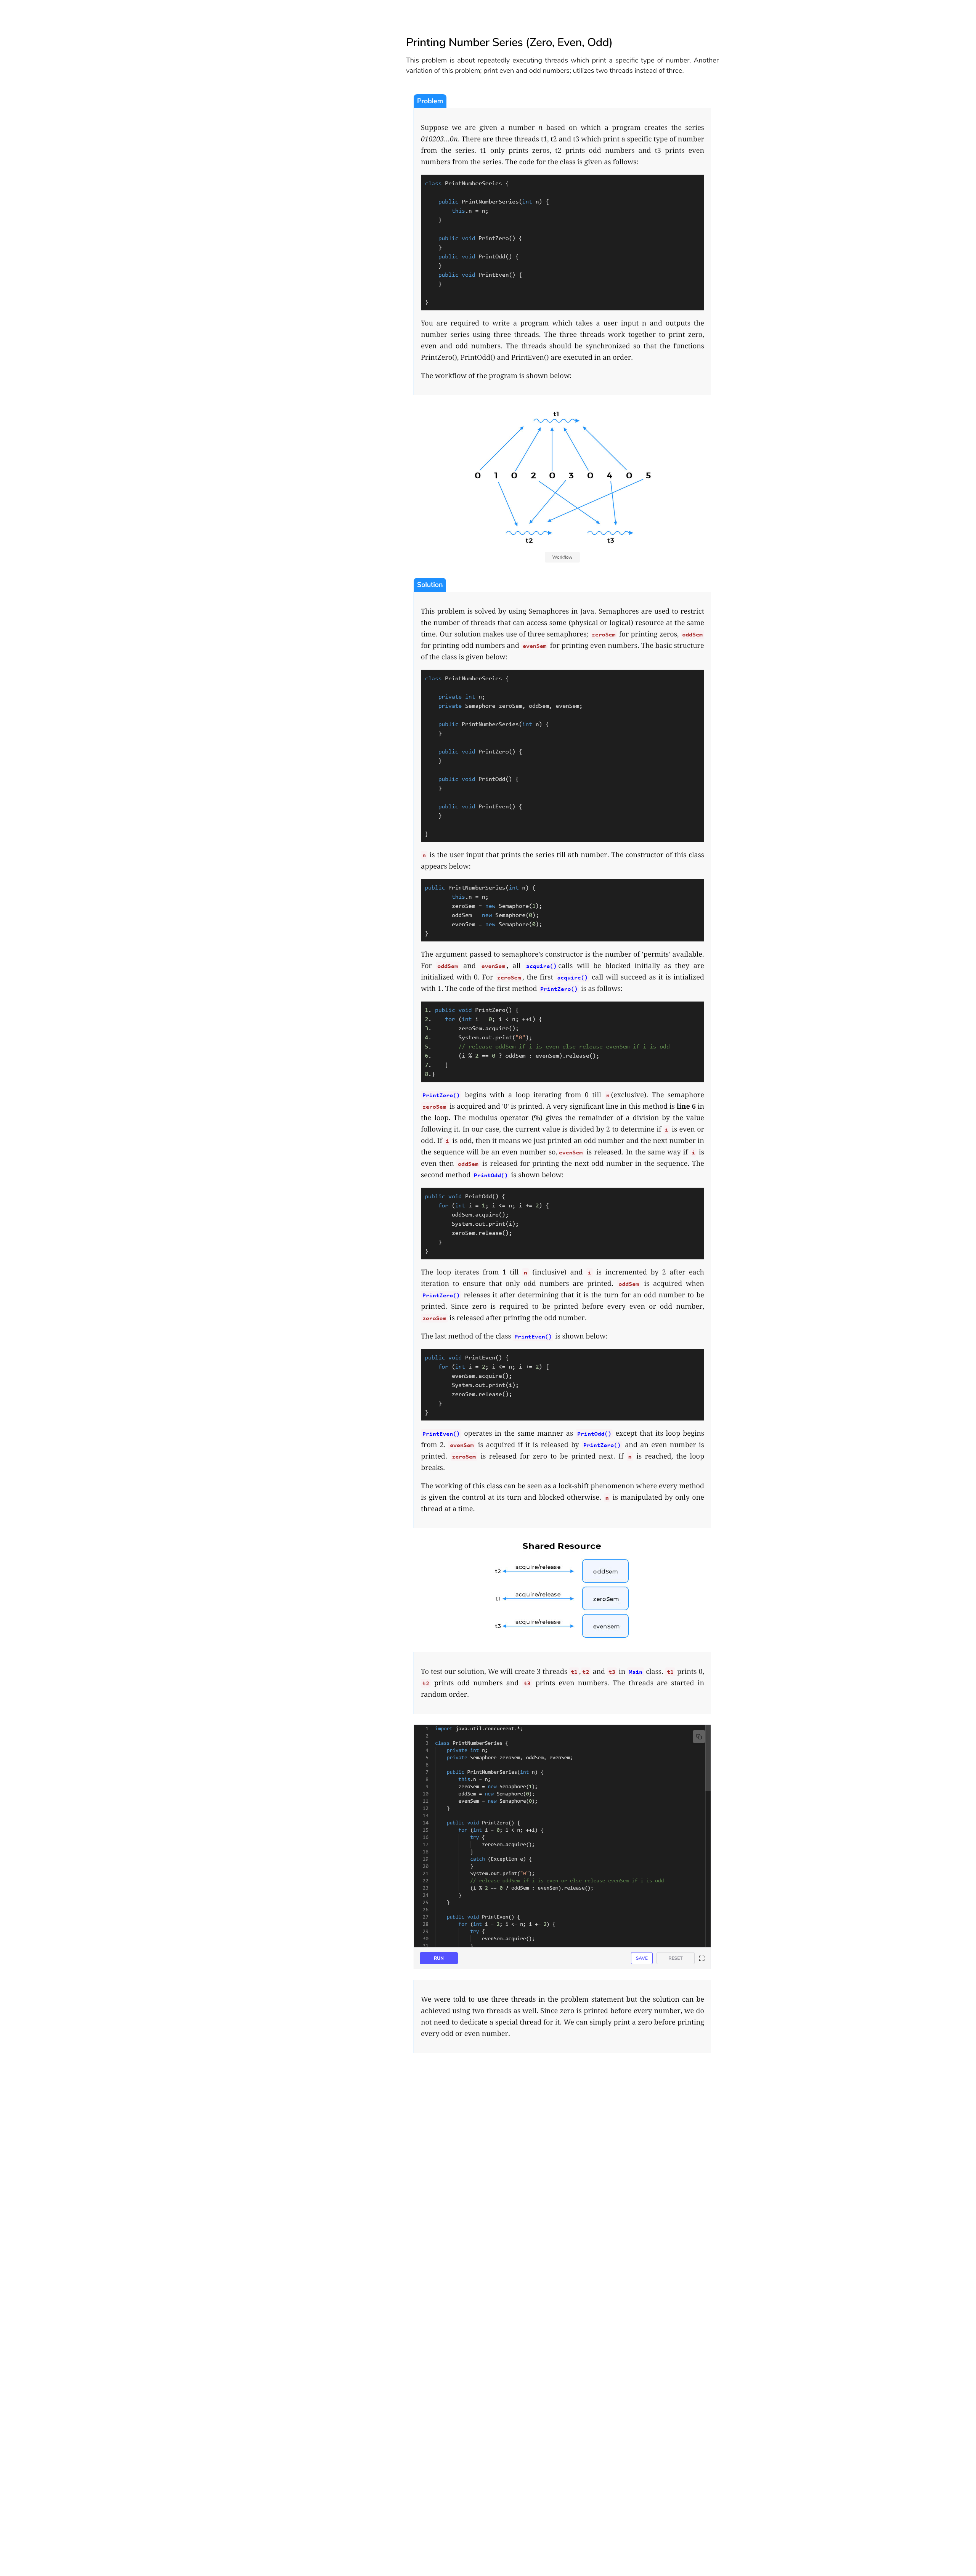 Printing Number Series (Zero, Even, Odd)
This problem is about repeatedly executing threads which print a specific type of number. Another
variation of this problem; print even and odd numbers; utilizes two threads instead of three.
Problem
Suppose we are given a number n based on which a program creates the series
010203...0n. There are three threads t1, t2 and t3 which print a specific type of number
from the series. t1 only prints zeros, t2 prints odd numbers and t3 prints even
numbers from the series. The code for the class is given as follows:
class PrintNumberSeries {
public PrintNumberSeries(int n) {
this.n = n;
}
public void PrintZero() {
}
public void PrintOdd() {
}
public void PrintEven() {
}
}
You are required to write a program which takes a user input n and outputs the
number series using three threads. The three threads work together to print zero,
even and odd numbers. The threads should be synchronized so that the functions
PrintZero(), PrintOdd() and PrintEven() are executed in an order.
The workflow of the program is shown below:
t1
0 1 0 2 0 3 0 4 0 5
t2 t3
Workflow
Solution
This problem is solved by using Semaphores in Java. Semaphores are used to restrict
the number of threads that can access some (physical or logical) resource at the same
time. Our solution makes use of three semaphores; zeroSem for printing zeros, oddSem
for printing odd numbers and evenSem for printing even numbers. The basic structure
of the class is given below:
class PrintNumberSeries {
private int n;
private Semaphore zeroSem, oddSem, evenSem;
public PrintNumberSeries(int n) {
}
public void PrintZero() {
}
public void PrintOdd() {
}
public void PrintEven() {
}
}
n is the user input that prints the series till nth number. The constructor of this class
appears below:
public PrintNumberSeries(int n) {
this.n = n;
zeroSem = new Semaphore(1);
oddSem = new Semaphore(0);
evenSem = new Semaphore(0);
}
The argument passed to semaphore's constructor is the number of 'permits' available.
For oddSem and evenSem, all acquire() calls will be blocked initially as they are
initialized with 0. For zeroSem, the first acquire() call will succeed as it is intialized
with 1. The code of the first method PrintZero() is as follows:
1. public void PrintZero() {
2. for (int i = 0; i < n; ++i) {
3. zeroSem.acquire();
4. System.out.print("0");
5. // release oddSem if i is even else release evenSem if i is odd
6. (i % 2 == 0 ? oddSem : evenSem).release();
7. }
8.}
PrintZero() begins with a loop iterating from 0 till n (exclusive). The semaphore
zeroSem is acquired and '0' is printed. A very significant line in this method is line 6 in
the loop. The modulus operator (%) gives the remainder of a division by the value
following it. In our case, the current value is divided by 2 to determine if i is even or
odd. If i is odd, then it means we just printed an odd number and the next number in
the sequence will be an even number so, evenSem is released. In the same way if i is
even then oddSem is released for printing the next odd number in the sequence. The
second method PrintOdd() is shown below:
public void PrintOdd() {
for (int i = 1; i <= n; i += 2) {
oddSem.acquire();
System.out.print(i);
zeroSem.release();
}
}
The loop iterates from 1 till n (inclusive) and i is incremented by 2 after each
iteration to ensure that only odd numbers are printed. oddSem is acquired when
PrintZero() releases it after determining that it is the turn for an odd number to be
printed. Since zero is required to be printed before every even or odd number,
zeroSem is released after printing the odd number.
The last method of the class PrintEven() is shown below:
public void PrintEven() {
for (int i = 2; i <= n; i += 2) {
evenSem.acquire();
System.out.print(i);
zeroSem.release();
}
}
PrintEven() operates in the same manner as PrintOdd() except that its loop begins
from 2. evenSem is acquired if it is released by PrintZero() and an even number is
printed. zeroSem is released for zero to be printed next. If n is reached, the loop
breaks.
The working of this class can be seen as a lock-shift phenomenon where every method
is given the control at its turn and blocked otherwise. n is manipulated by only one
thread at a time.
Shared Resource
t2 acquire/release oddSem
t1 acquire/release zeroSem
t3 acquire/release evenSem
To test our solution, We will create 3 threads t1,t2 and t3 in Main class. t1 prints 0,
t2 prints odd numbers and t3 prints even numbers. The threads are started in
random order.
1 import java.util.concurrent.*;
2
3 class PrintNumberSeries {
4 private int n;
5 private Semaphore zeroSem, oddSem, evenSem;
6
7 public PrintNumberSeries(int n) {
8 this.n = n;
9 zeroSem = new Semaphore(1);
10 oddSem = new Semaphore(0);
11 evenSem = new Semaphore(0);
12 }
13
14 public void PrintZero() {
15 for (int i = 0; i < n; ++i) {
16 try {
17 zeroSem.acquire();
18 }
19 catch (Exception e) {
20 }
21 System.out.print("0");
22 // release oddSem if i is even or else release evenSem if i is odd
23 (i % 2 == 0 ? oddSem : evenSem).release();
24 }
25 }
26
27 public void PrintEven() {
28 for (int i = 2; i <= n; i += 2) {
29 try {
30 evenSem.acquire();
31 }
RUN SAVE RESET
We were told to use three threads in the problem statement but the solution can be
achieved using two threads as well. Since zero is printed before every number, we do
not need to dedicate a special thread for it. We can simply print a zero before printing
every odd or even number.